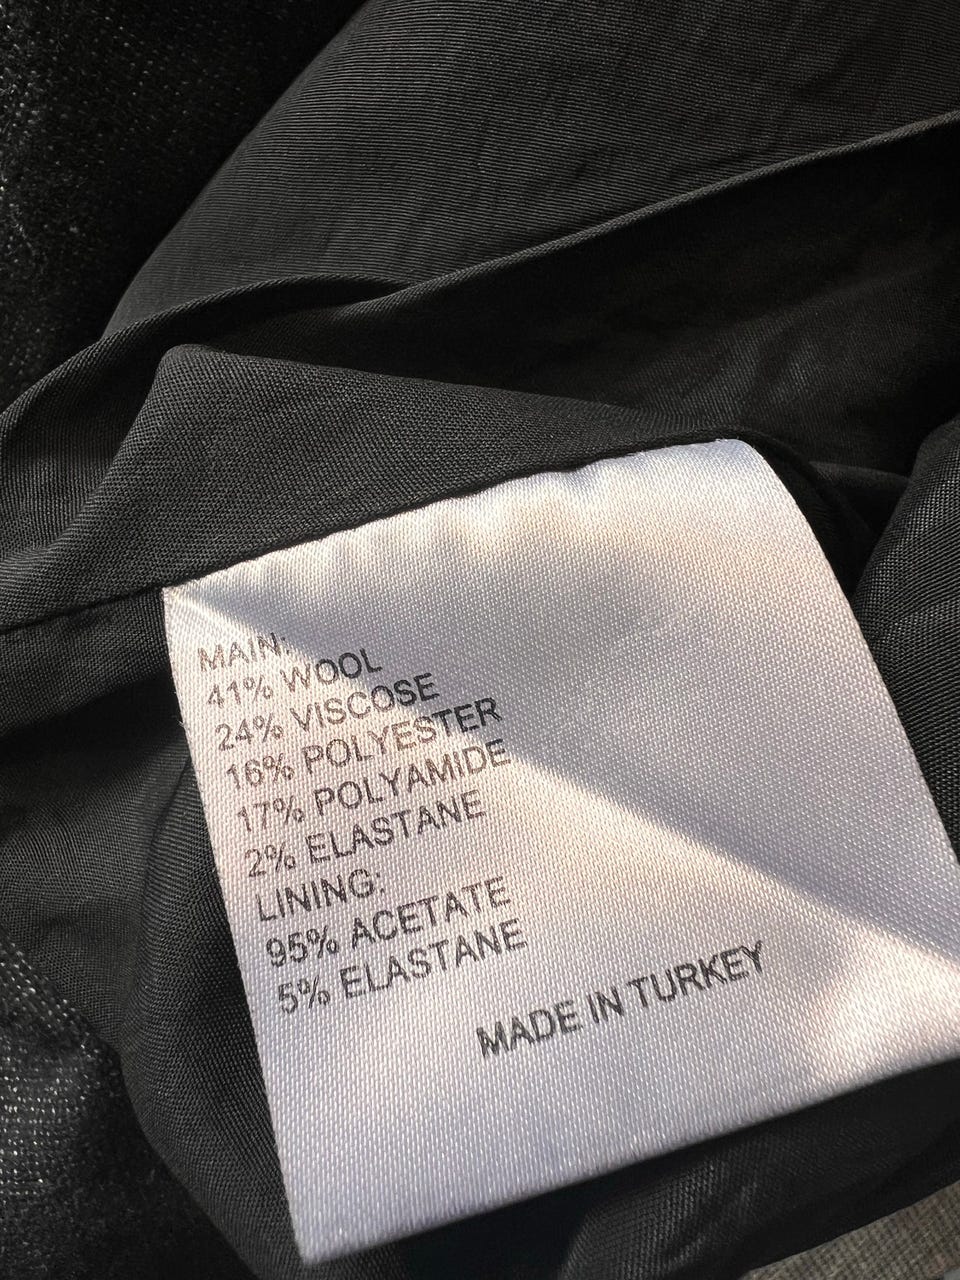 MAIN:
41% WOOL
24% VISCOSE
16% POLYESTER
17% POLYAMIDE
2% ELASTANE
LINING:
95% ACETATE
5% ELASTANE
MADE IN TURKEY